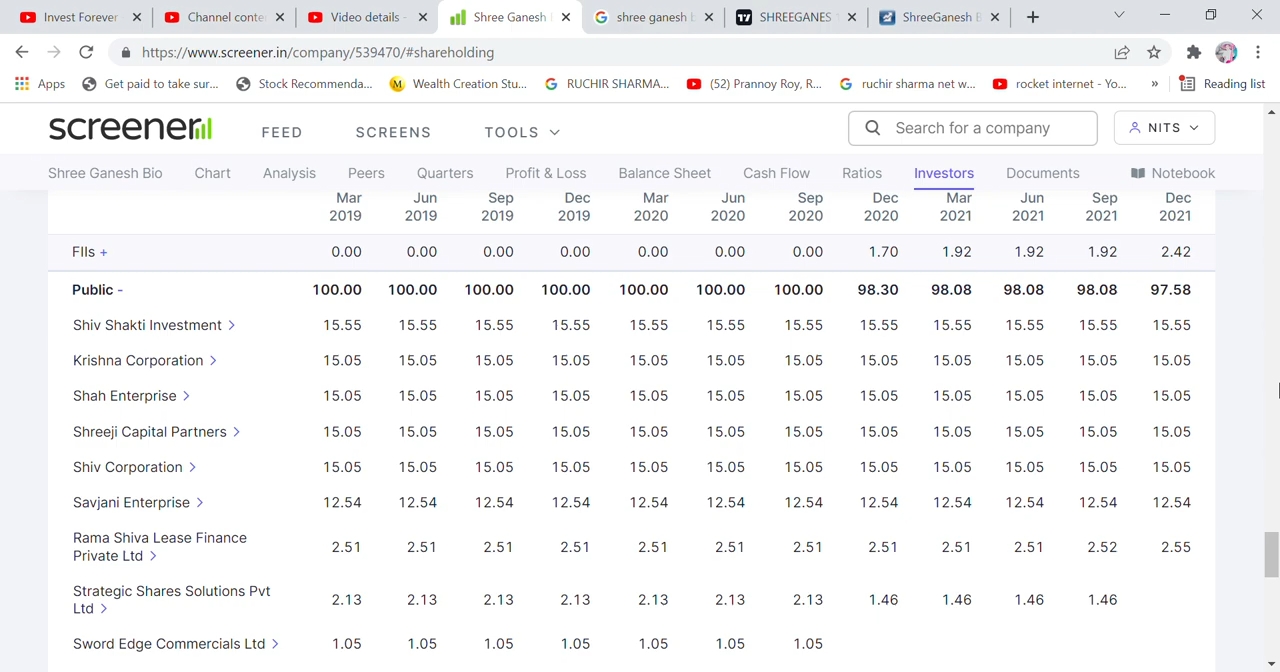 Invest Forever
Channel conte
Video details -
Shree Ganesh
shree ganesh b
SHREEGANES
ShreeGanesh B
https://www.screener.in/company/539470/#shareholding
Apps
Get paid to take sur...
Stock Recommenda...
Wealth Creation Stu...
RUCHIR SHARMA...
(52) Prannoy Roy, R...
ruchir sharma net w...
rocket internet - Yo...
»
Reading list
screener
FEED
SCREENS
TOOLS
Search for a company
NITS
Shree Ganesh Bio Chart Analysis Peers Quarters Profit & Loss Balance Sheet Cash Flow Ratios Investors Documents Notebook
Mar Jun Sep Dec Mar Jun Sep Dec Mar Jun Sep Dec
2019 2019 2019 2019 2020 2020 2020 2020 2021 2021 2021 2021
FIIs + 0.00 0.00 0.00 0.00 0.00 0.00 0.00 1.70 1.92 1.92 1.92 2.42
Public - 100.00 100.00 100.00 100.00 100.00 100.00 100.00 98.30 98.08 98.08 98.08 97.58
Shiv Shakti Investment 15.55 15.55 15.55 15.55 15.55 15.55 15.55 15.55 15.55 15.55 15.55 15.55
Krishna Corporation 15.05 15.05 15.05 15.05 15.05 15.05 15.05 15.05 15.05 15.05 15.05 15.05
Shah Enterprise 15.05 15.05 15.05 15.05 15.05 15.05 15.05 15.05 15.05 15.05 15.05 15.05
Shreeji Capital Partners 15.05 15.05 15.05 15.05 15.05 15.05 15.05 15.05 15.05 15.05 15.05 15.05
Shiv Corporation 15.05 15.05 15.05 15.05 15.05 15.05 15.05 15.05 15.05 15.05 15.05 15.05
Savjani Enterprise 12.54 12.54 12.54 12.54 12.54 12.54 12.54 12.54 12.54 12.54 12.54 12.54
Rama Shiva Lease Finance
Private Ltd 2.51 2.51 2.51 2.51 2.51 2.51 2.51 2.51 2.51 2.51 2.52 2.55
Strategic Shares Solutions Pvt
Ltd 2.13 2.13 2.13 2.13 2.13 2.13 2.13 1.46 1.46 1.46 1.46
Sword Edge Commercials Ltd 1.05 1.05 1.05 1.05 1.05 1.05 1.05